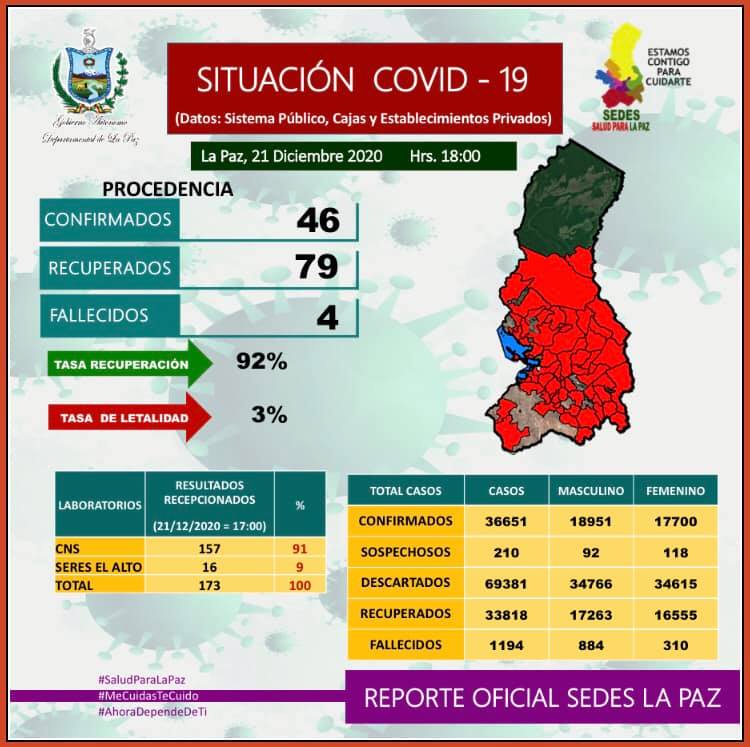 Gobierno Autónomo
Departamental de La Paz
SITUACIÓN COVID - 19
(Datos: Sistema Público, Cajas y Establecimientos Privados)
ESTAMOS
CONTIGO
PARA
CUIDARTE
SEDES
SALUD PARA LA PAZ
La Paz, 21 Diciembre 2020 Hrs. 18:00
PROCEDENCIA
CONFIRMADOS 46
RECUPERADOS 79
FALLECIDOS 4
TASA RECUPERACIÓN 92%
TASA DE LETALIDAD 3%
LABORATORIOS RESULTADOS RECEPCIONADOS (21/12/2020 = 17:00) %
CNS 157 91
SERES EL ALTO 16 9
TOTAL 173 100
TOTAL CASOS CASOS MASCULINO FEMENINO
CONFIRMADOS 36651 18951 17700
SOSPECHOSOS 210 92 118
DESCARTADOS 69381 34766 34615
RECUPERADOS 33818 17263 16555
FALLECIDOS 1194 884 310
#SaludParaLaPaz
#MeCuidasTeCuido
#AhoraDependeDeTi
REPORTE OFICIAL SEDES LA PAZ